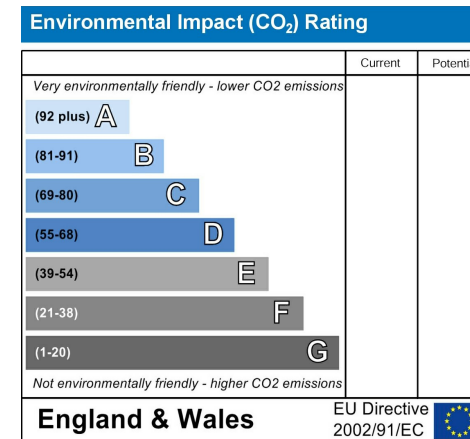 Environmental Impact (CO₂) Rating
Current Potenti
Very environmentally friendly - lower CO2 emissions
(92 plus) A
(81-91) B
(69-80) C
(55-68) D
(39-54) E
(21-38) F
(1-20) G
Not environmentally friendly - higher CO2 emissions
England & Wales
EU Directive
2002/91/EC